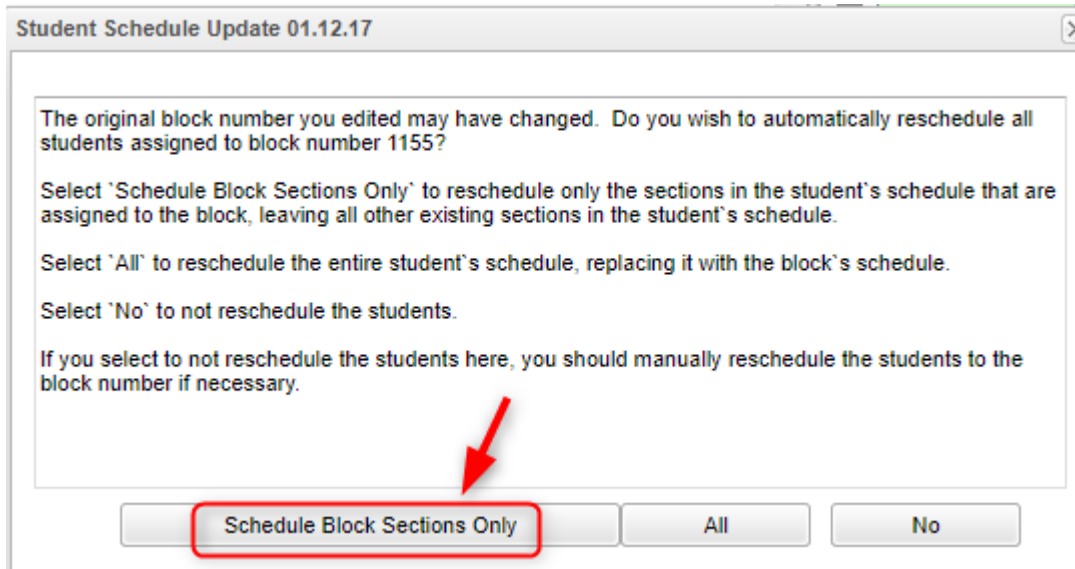 Student Schedule Update 01.12.17
The original block number you edited may have changed.  Do you wish to automatically reschedule all
students assigned to block number 1155?
Select `Schedule Block Sections Only` to reschedule only the sections in the student`s schedule that are
assigned to the block, leaving all other existing sections in the student`s schedule.
Select `All` to reschedule the entire student`s schedule, replacing it with the block`s schedule.
Select `No` to not reschedule the students.
If you select to not reschedule the students here, you should manually reschedule the students to the
block number if necessary.
Schedule Block Sections Only All No